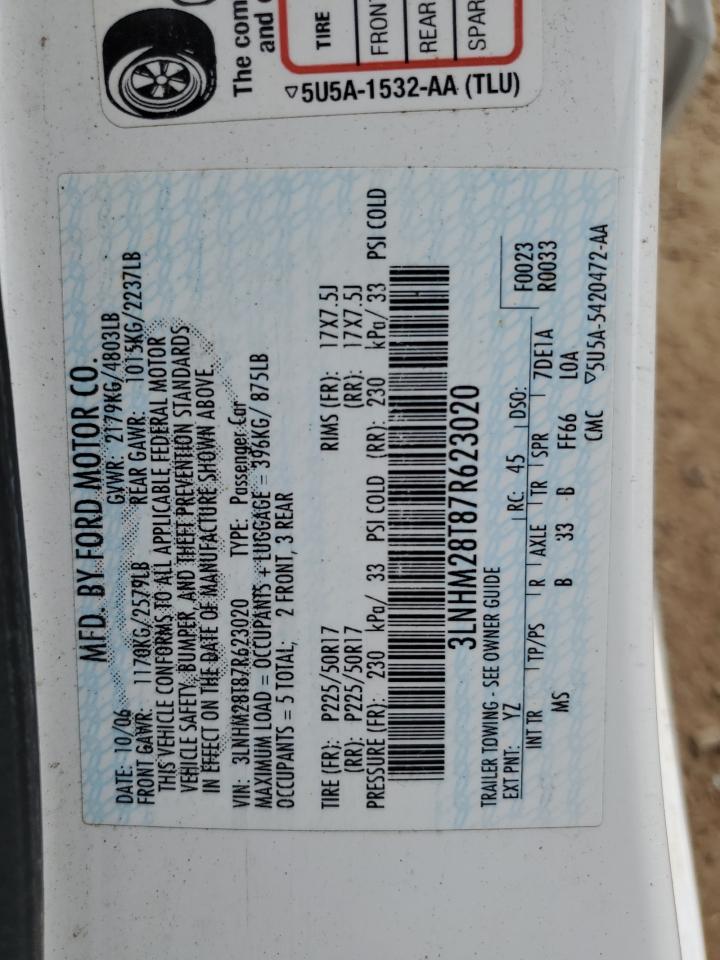 The com
and c
TIRE
FRONT
REAR
SPAR
5U5A-1532-AA (TLU)
MFD. BY FORD MOTOR CO.
DATE: 10/06 GVWR: 2179KG/4803LB
FRONT GAWR: 1170KG/2579LB REAR GAWR: 1015KG/2237LB
THIS VEHICLE CONFORMS TO ALL APPLICABLE FEDERAL MOTOR
VEHICLE SAFETY, BUMPER, AND THEFT PREVENTION STANDARDS
IN EFFECT ON THE DATE OF MANUFACTURE SHOWN ABOVE.
VIN: 3LNHM28T87R623020 TYPE: Passenger Car
MAXIMUM LOAD = OCCUPANTS + LUGGAGE = 396KG/ 875LB
OCCUPANTS = 5 TOTAL; 2 FRONT, 3 REAR
TIRE (FR): P225/50R17 RIMS (FR): 17X7.5J
(RR): P225/50R17 (RR): 17X7.5J
PRESSURE (FR): 230 kPa/ 33 PSI COLD (RR): 230 kPa/ 33 PSI COLD
3LNHM28T87R623020
TRAILER TOWING - SEE OWNER GUIDE
EXT PNT: YZ RC: 45 DSO: F0023
R0033
INT TR TP/PS R AXLE TR SPR 7DE1A
MS B 33 B FF66 LOA
CMC 5U5A-5420472-AA